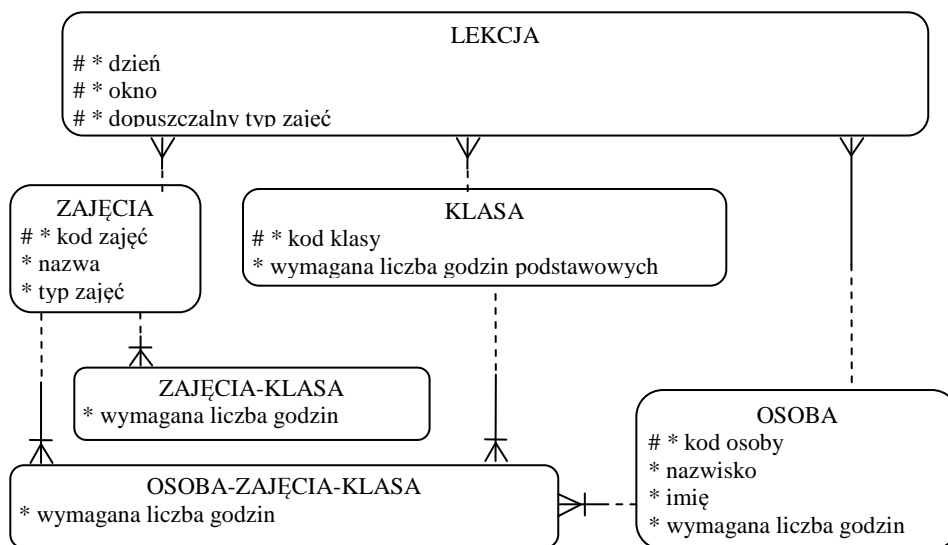 LEKCJA
# * dzień
# * okno
# * dopuszczalny typ zajęć
ZAJĘCIA
# * kod zajęć
* nazwa
* typ zajęć
KLASA
# * kod klasy
* wymagana liczba godzin podstawowych
ZAJĘCIA-KLASA
* wymagana liczba godzin
OSOBA-ZAJĘCIA-KLASA
* wymagana liczba godzin
OSOBA
# * kod osoby
* nazwisko
* imię
* wymagana liczba godzin